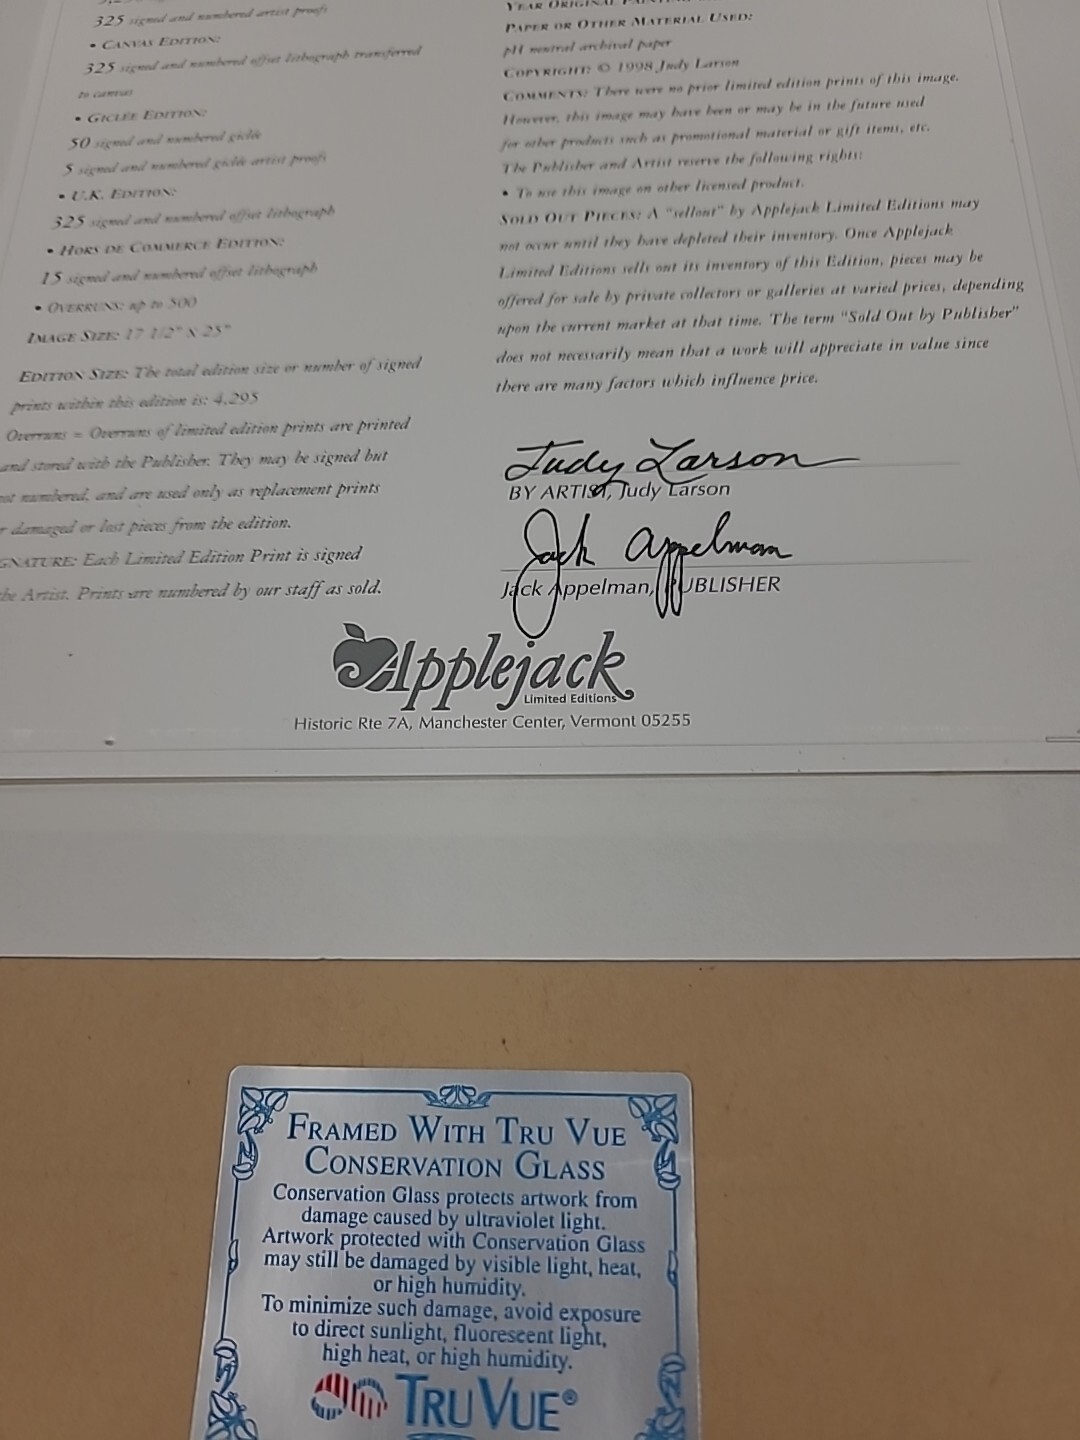 325 signed and numbered artist proofs
• CANVAS EDITION:
325 signed and numbered offset lithograph transferred
to canvas
• GICLÉE EDITION:
50 signed and numbered giclée
5 signed and numbered giclée artist proofs
• U.K. EDITION:
325 signed and numbered offset lithograph
• HORS DE COMMERCE EDITION:
15 signed and numbered offset lithograph
• OVERRUNS: up to 500
IMAGE SIZE: 17 1/2" X 25"
EDITION SIZE: The total edition size or number of signed
prints within this edition is: 4,295
Overruns = Overruns of limited edition prints are printed
and stored with the Publisher. They may be signed but
not numbered, and are used only as replacement prints
damaged or lost pieces from the edition.
GNATURE: Each Limited Edition Print is signed
the Artist. Prints are numbered by our staff as sold.
YEAR ORIGINAL
PAPER OR OTHER MATERIAL USED:
pH neutral archival paper
COPYRIGHT: © 1998 Judy Larson
COMMENTS: There were no prior limited edition prints of this image.
However, this image may have been or may be in the future used
for other products such as promotional material or gift items, etc.
The Publisher and Artist reserve the following rights:
• To use this image on other licensed product.
SOLD OUT PIECES: A "sellout" by Applejack Limited Editions may
not occur until they have depleted their inventory. Once Applejack
Limited Editions sells out its inventory of this Edition, pieces may be
offered for sale by private collectors or galleries at varied prices, depending
upon the current market at that time. The term "Sold Out by Publisher"
does not necessarily mean that a work will appreciate in value since
there are many factors which influence price.
Judy Larson
BY ARTIST, Judy Larson
Jack Appelman
Jack Appelman, PUBLISHER
Applejack
Limited Editions
Historic Rte 7A, Manchester Center, Vermont 05255
FRAMED WITH TRU VUE
CONSERVATION GLASS
Conservation Glass protects artwork from
damage caused by ultraviolet light.
Artwork protected with Conservation Glass
may still be damaged by visible light, heat,
or high humidity.
To minimize such damage, avoid exposure
to direct sunlight, fluorescent light,
high heat, or high humidity.
TRU VUE®